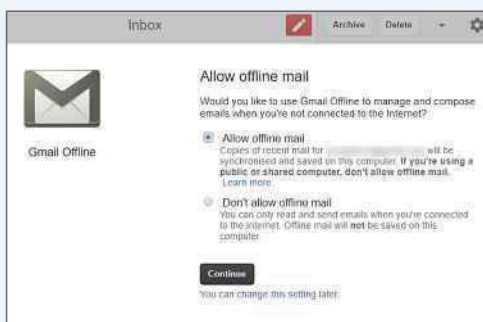 Inbox
Archive
Delete
Gmail Offline
Allow offline mail
Would you like to use Gmail Offline to manage and compose
emails when you're not connected to the Internet?
Allow offline mail
Copies of recent mail for will be
synchronised and saved on this computer. If you're using a
public or shared computer, don't allow offline mail.
Learn more.
Don't allow offline mail
You can only read and send emails when you're connected
to the internet. Offline mail will not be saved on this
computer
Continue
You can change this setting later.